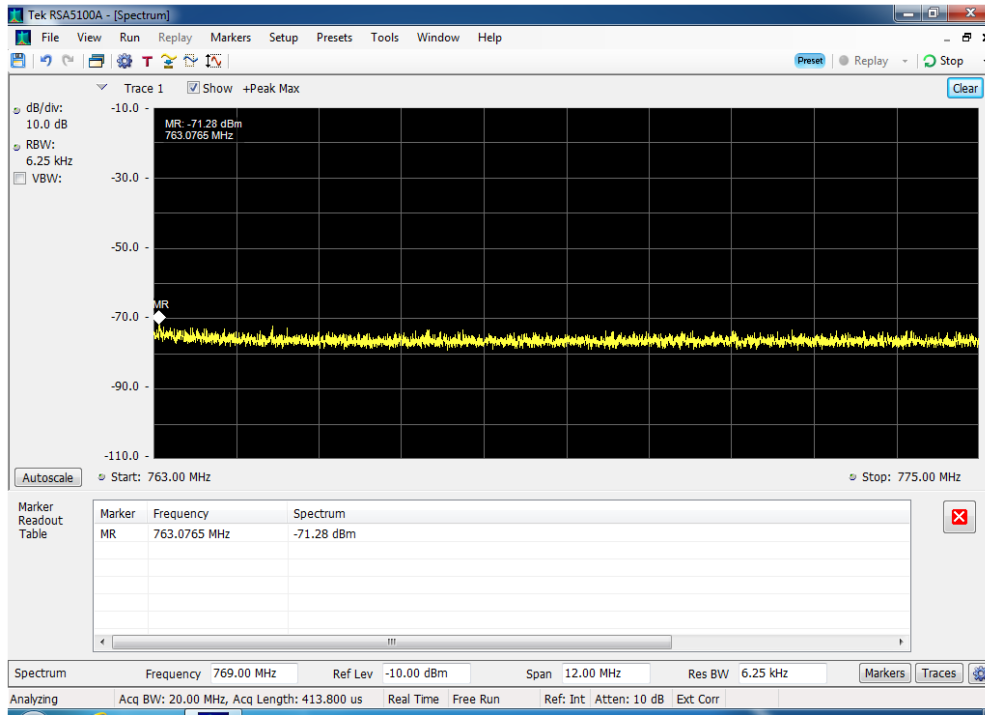 Tek RSA5100A - [Spectrum]
File View Run Replay Markers Setup Presets Tools Window Help
T Preset Replay Stop
Trace 1 Show +Peak Max Clear
dB/div:
10.0 dB
RBW:
6.25 kHz
VBW:
-10.0
MR: -71.28 dBm
763.0765 MHz
-30.0
-50.0
MR
-70.0
-90.0
-110.0
Autoscale Start: 763.00 MHz Stop: 775.00 MHz
Marker Readout Table
Marker Frequency Spectrum
MR 763.0765 MHz -71.28 dBm
Spectrum Frequency 769.00 MHz Ref Lev -10.00 dBm Span 12.00 MHz Res BW 6.25 kHz Markers Traces
Analyzing Acq BW: 20.00 MHz, Acq Length: 413.800 us Real Time Free Run Ref: Int Atten: 10 dB Ext Corr